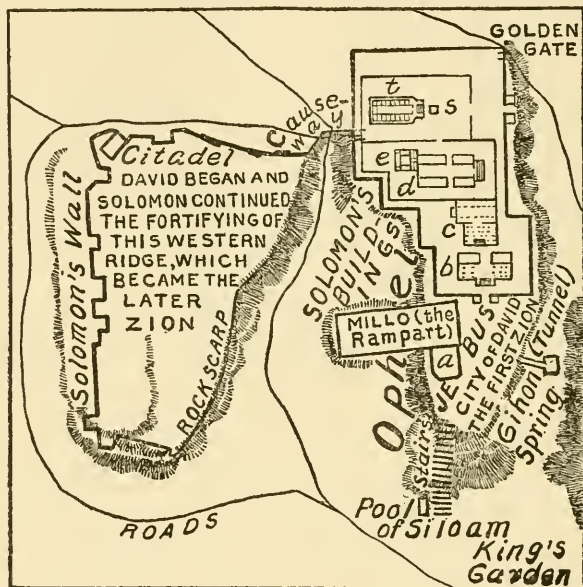 GOLDEN
GATE
t
s
Cause-
way
e
d
c
b
Citadel
DAVID BEGAN AND
SOLOMON CONTINUED
THE FORTIFYING OF
THIS WESTERN
RIDGE, WHICH
BECAME THE
LATER
ZION
Solomon's Wall
ROCK SCARP
SOLOMON'S
BUILD-
INGS
Ophel
MILLO (the
Rampart)
a
JEBUS
CITY OF DAVID
THE FIRST ZION
Gihon (Tunnel)
Spring
Stairs
Pool
of Siloam
King's
Garden
ROADS